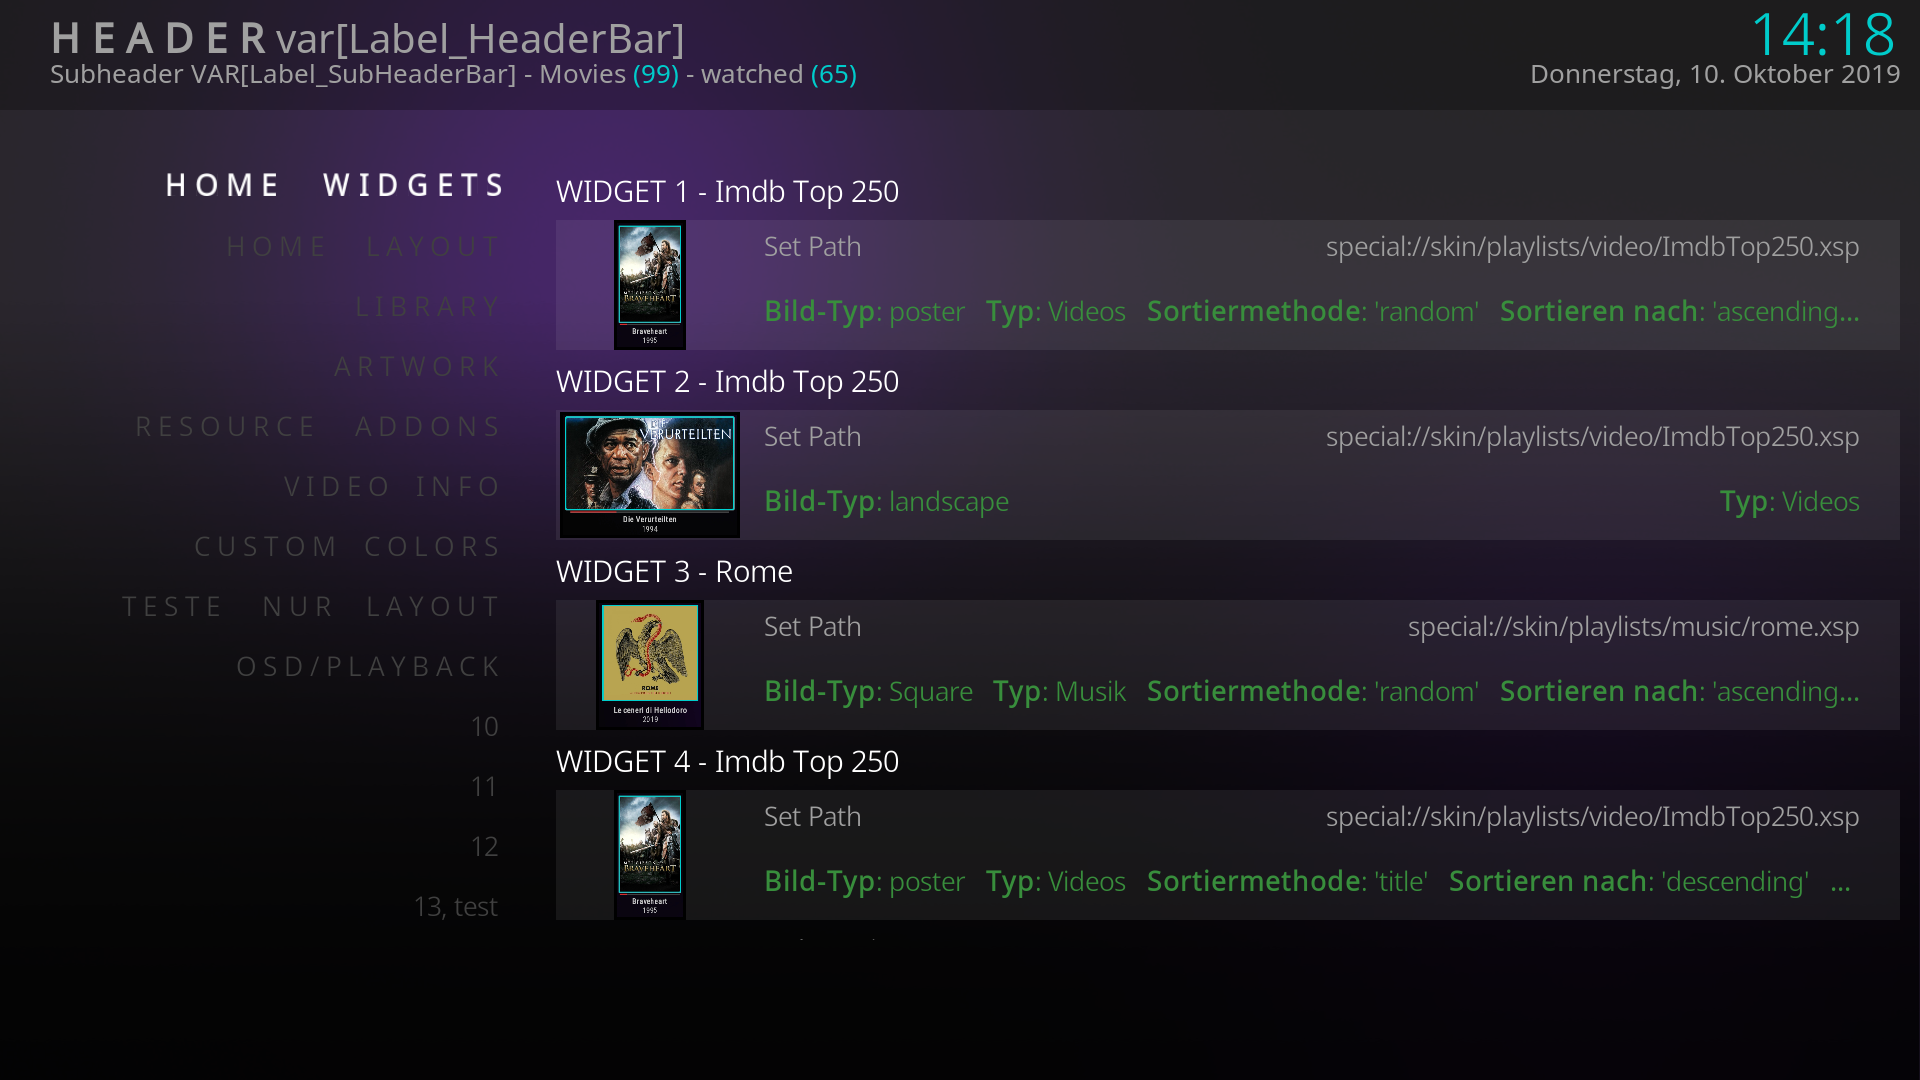 HEADER var[Label_HeaderBar]
Subheader VAR[Label_SubHeaderBar] - Movies (99) - watched (65)
14:18
Donnerstag, 10. Oktober 2019
HOME WIDGETS
HOME LAYOUT
LIBRARY
ARTWORK
RESOURCE ADDONS
VIDEO INFO
CUSTOM COLORS
TESTE NUR LAYOUT
OSD/PLAYBACK
10
11
12
13, test
WIDGET 1 - Imdb Top 250
BRAVEHEART
Braveheart
1995
Set Path
special://skin/playlists/video/ImdbTop250.xsp
Bild-Typ: poster Typ: Videos Sortiermethode: 'random' Sortieren nach: 'ascending...
WIDGET 2 - Imdb Top 250
VERURTEILTEN
Die Verurteilten
1994
Set Path
special://skin/playlists/video/ImdbTop250.xsp
Bild-Typ: landscape
Typ: Videos
WIDGET 3 - Rome
ROME
Le ceneri di Heliodoro
2019
Set Path
special://skin/playlists/music/rome.xsp
Bild-Typ: Square Typ: Musik Sortiermethode: 'random' Sortieren nach: 'ascending...
WIDGET 4 - Imdb Top 250
BRAVEHEART
Braveheart
1995
Set Path
special://skin/playlists/video/ImdbTop250.xsp
Bild-Typ: poster Typ: Videos Sortiermethode: 'title' Sortieren nach: 'descending' ...